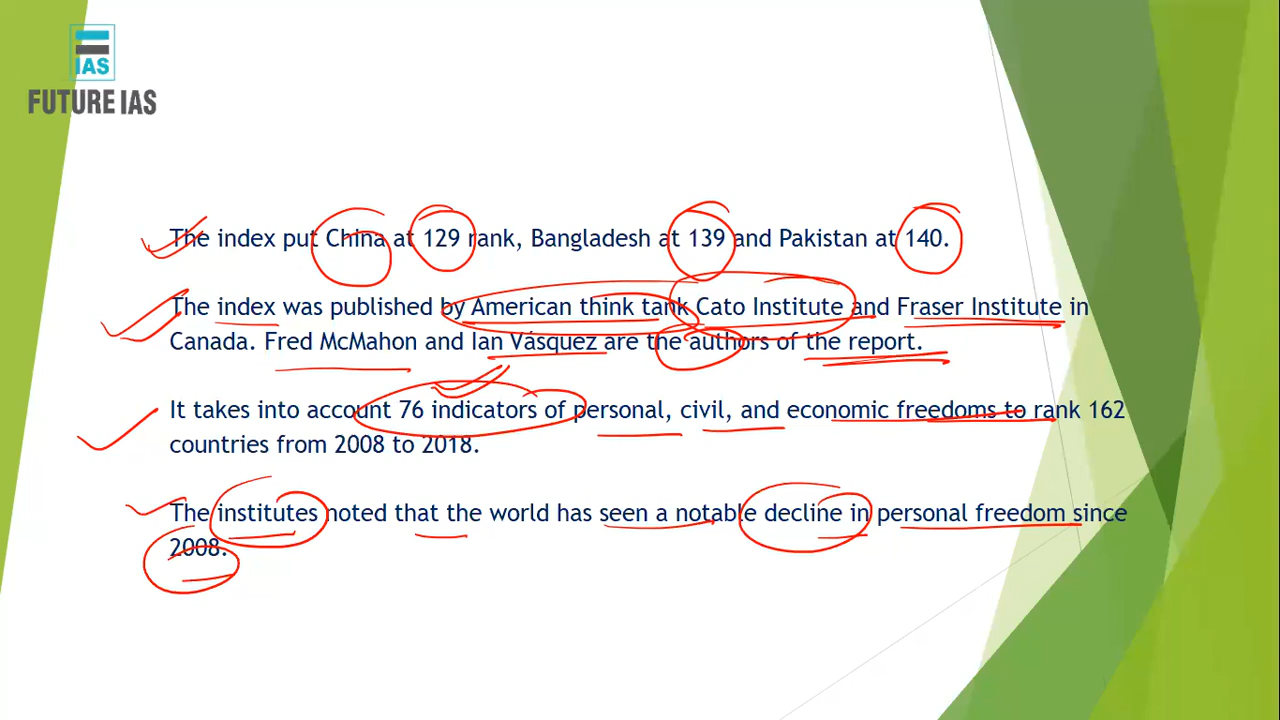 IAS
FUTURE IAS
The index put China at 129 rank, Bangladesh at 139 and Pakistan at 140.
The index was published by American think tank Cato Institute and Fraser Institute in
Canada. Fred McMahon and Ian Vásquez are the authors of the report.
It takes into account 76 indicators of personal, civil, and economic freedoms to rank 162
countries from 2008 to 2018.
The institutes noted that the world has seen a notable decline in personal freedom since
2008.